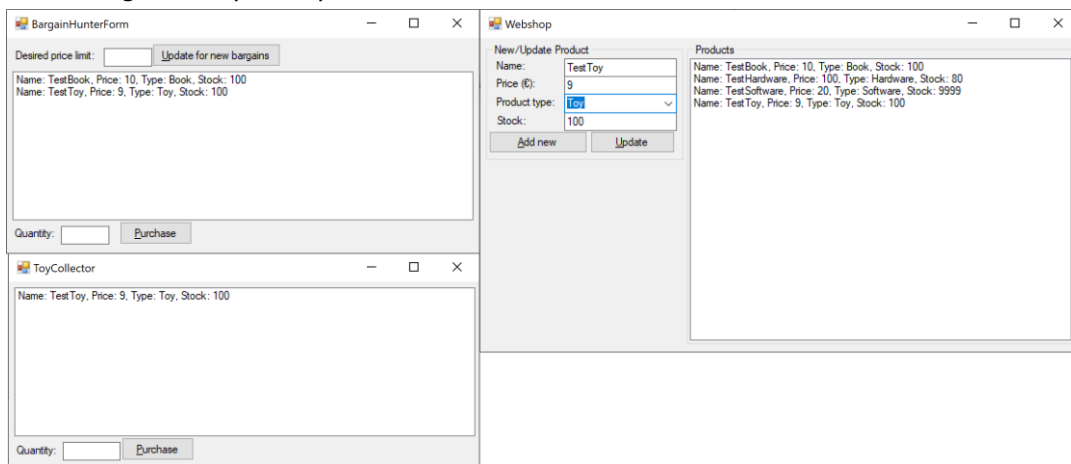 BargainHunterForm
Desired price limit: Update for new bargains
Name: TestBook, Price: 10, Type: Book, Stock: 100
Name: TestToy, Price: 9, Type: Toy, Stock: 100
Quantity: Purchase
ToyCollector
Name: TestToy, Price: 9, Type: Toy, Stock: 100
Quantity: Purchase
Webshop
New/Update Product
Name: TestToy
Price (€): 9
Product type: Toy
Stock: 100
Add new Update
Products
Name: TestBook, Price: 10, Type: Book, Stock: 100
Name: TestHardware, Price: 100, Type: Hardware, Stock: 80
Name: TestSoftware, Price: 20, Type: Software, Stock: 9999
Name: TestToy, Price: 9, Type: Toy, Stock: 100